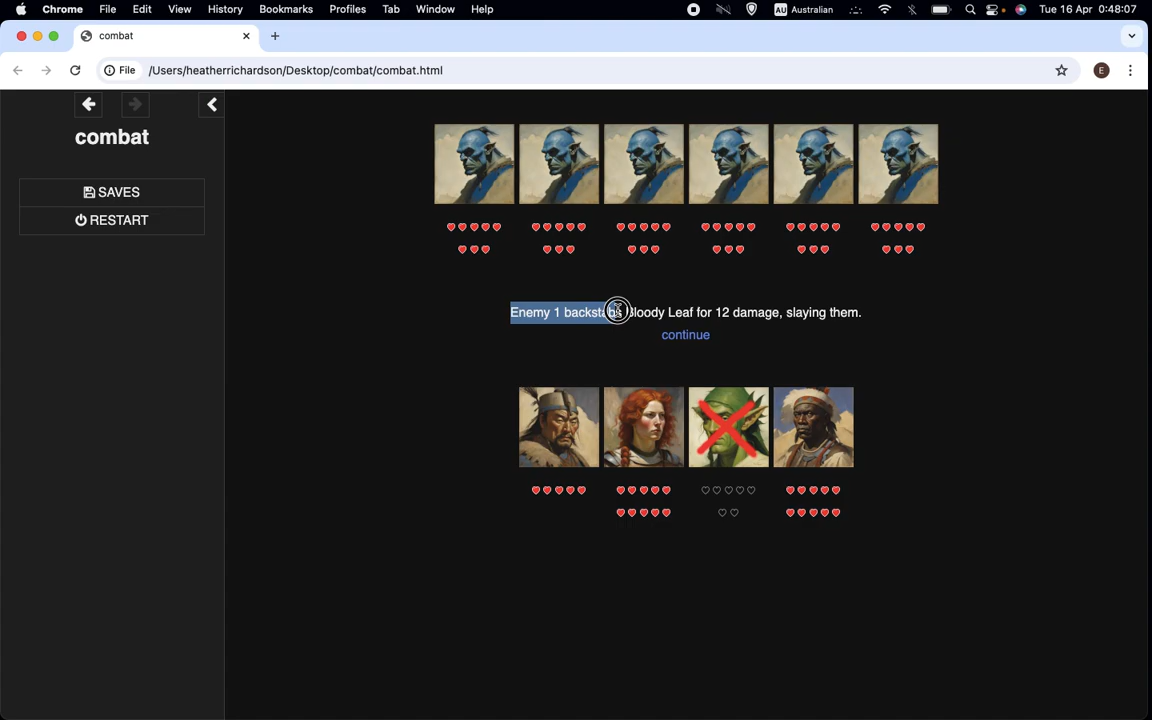 Chrome File Edit View History Bookmarks Profiles Tab Window Help AU Australian Tue 16 Apr 0:48:07
combat
File /Users/heatherrichardson/Desktop/combat/combat.html E
combat
SAVES
RESTART
Enemy 1 backstabs Bloody Leaf for 12 damage, slaying them.
continue